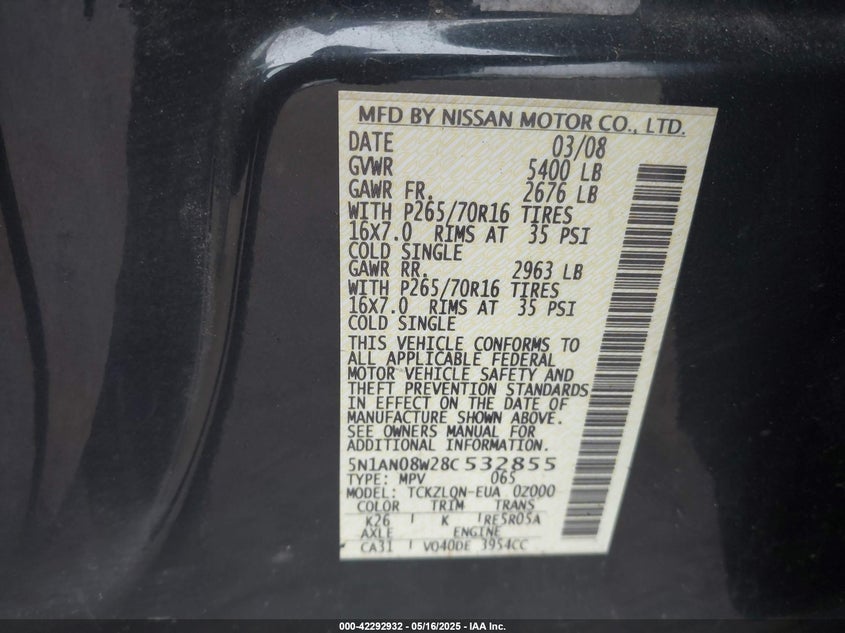 MFD BY NISSAN MOTOR CO., LTD.
DATE 03/08
GVWR 5400 LB
GAWR FR. 2676 LB
WITH P265/70R16 TIRES
16X7.0 RIMS AT 35 PSI
COLD SINGLE
GAWR RR. 2963 LB
WITH P265/70R16 TIRES
16X7.0 RIMS AT 35 PSI
COLD SINGLE
THIS VEHICLE CONFORMS TO
ALL APPLICABLE FEDERAL
MOTOR VEHICLE SAFETY AND
THEFT PREVENTION STANDARDS
IN EFFECT ON THE DATE OF
MANUFACTURE SHOWN ABOVE.
SEE OWNERS MANUAL FOR
ADDITIONAL INFORMATION.
5N1AN08W28C532855
TYPE: MPV 065
MODEL: TCKZLQN-EUA 0Z000
COLOR TRIM TRANS
K26 K RE5R05A
AXLE ENGINE
CA31 VQ40DE 3954CC
000-42292932 - 05/16/2025 - IAA Inc.